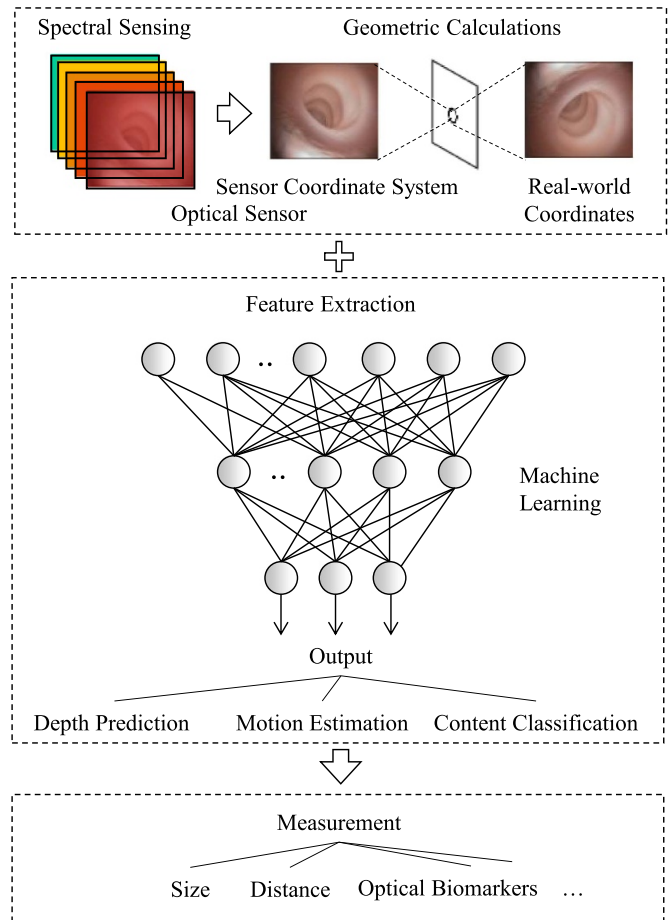 Spectral Sensing
Geometric Calculations
Sensor Coordinate System
Optical Sensor
Real-world
Coordinates
Feature Extraction
..
..
Machine
Learning
Output
Depth Prediction
Motion Estimation
Content Classification
Measurement
Size
Distance
Optical Biomarkers
...